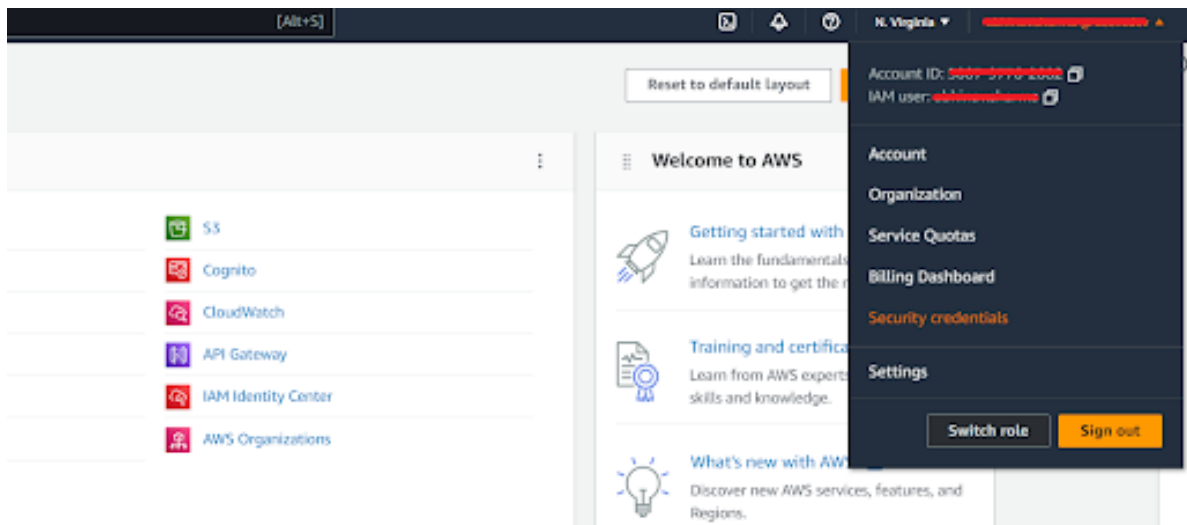 [Alt+S]
N. Virginia
Reset to default layout
Account ID:
IAM user:
Account
Organization
Service Quotas
Billing Dashboard
Security credentials
Settings
Switch role
Sign out
S3
Cognito
CloudWatch
API Gateway
IAM Identity Center
AWS Organizations
Welcome to AWS
Getting started with
Learn the fundamentals
information to get the
Training and certifica
Learn from AWS experts
skills and knowledge.
What's new with AW
Discover new AWS services, features, and
Regions.